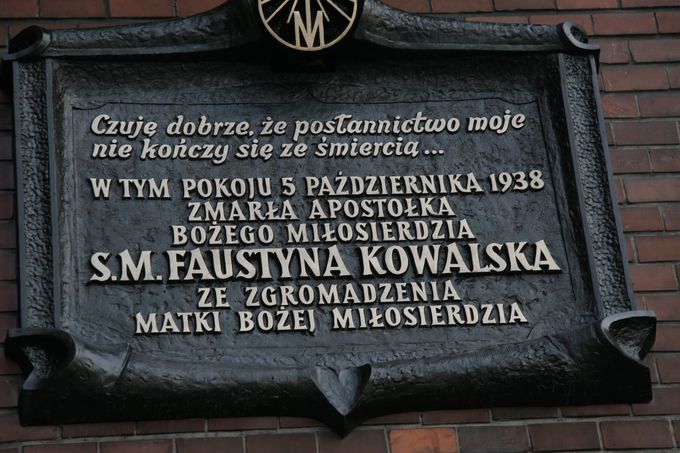 M
Czuję dobrze, że posłannictwo moje
nie kończy się ze śmiercią...
W TYM POKOJU 5 PAŹDZIERNIKA 1938
ZMARŁA APOSTOŁKA
BOŻEGO MIŁOSIERDZIA
S.M. FAUSTYNA KOWALSKA
ZE ZGROMADZENIA
MATKI BOŻEJ MIŁOSIERDZIA